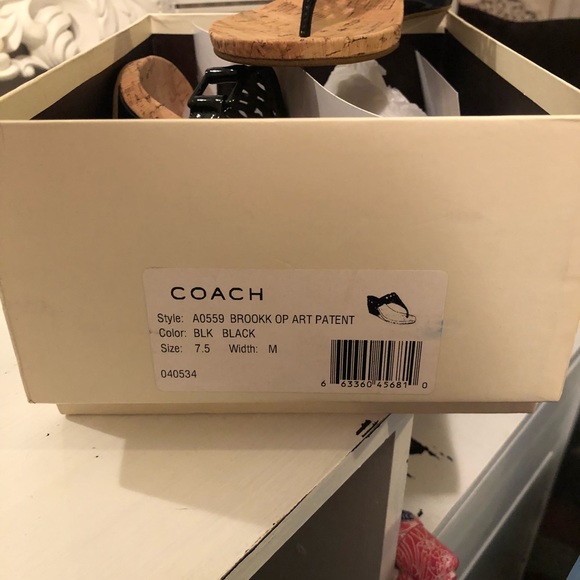 COACH
Style: A0559 BROOKK OP ART PATENT
Color: BLK BLACK
Size: 7.5 Width: M
040534
6 63360 45681 0